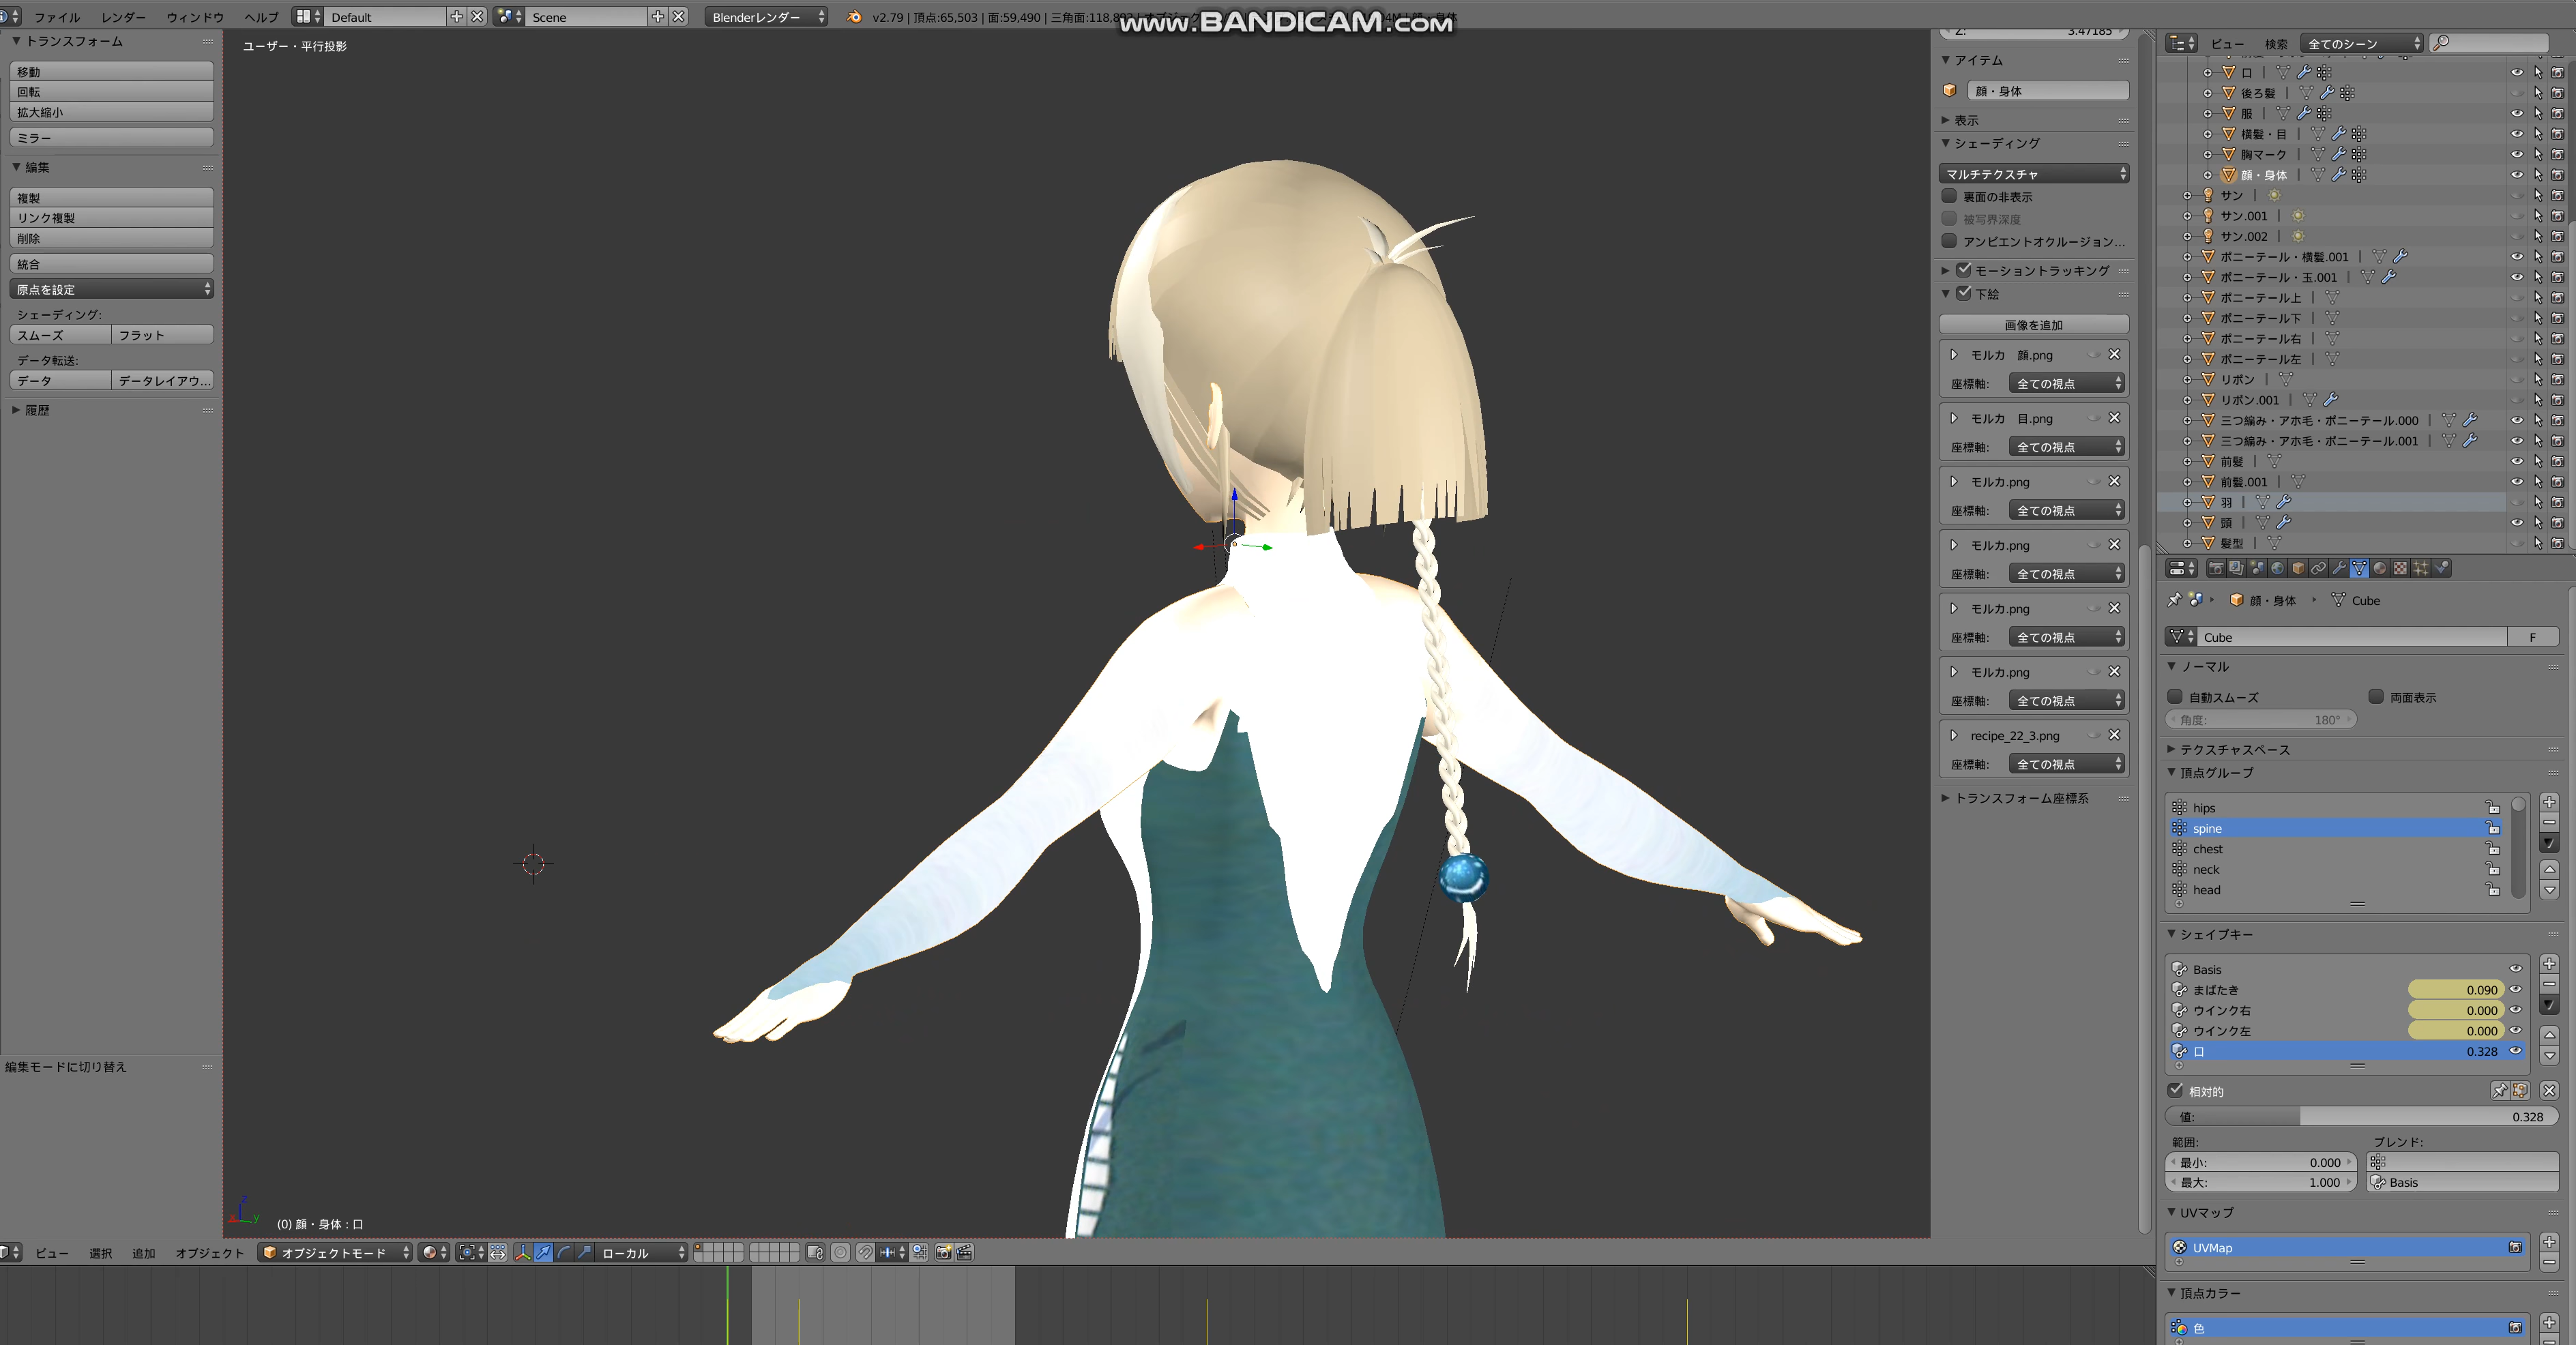 ファイル レンダー ウィンドウ ヘルプ Default Scene Blenderレンダー v2.79 | 頂点:65,503 | 面:59,490 | 三角面:118,8
www.BANDICAM.com
トランスフォーム
移動
回転
拡大縮小
ミラー
編集
複製
リンク複製
削除
統合
原点を設定
シェーディング:
スムーズ フラット
データ転送:
データ データレイアウ...
履歴
編集モードに切り替え
ユーザー・平行投影
(0) 顔・身体 : 口
Z: 3.47185
アイテム
顔・身体
表示
シェーディング
マルチテクスチャ
裏面の非表示
被写界深度
アンビエントオクルージョン...
モーショントラッキング
下絵
画像を追加
モルカ 顔.png
座標軸: 全ての視点
モルカ 目.png
座標軸: 全ての視点
モルカ.png
座標軸: 全ての視点
モルカ.png
座標軸: 全ての視点
モルカ.png
座標軸: 全ての視点
モルカ.png
座標軸: 全ての視点
recipe_22_3.png
座標軸: 全ての視点
トランスフォーム座標系
ビュー 検索 全てのシーン
口
後ろ髪
服
横髪・目
胸マーク
顔・身体
サン
サン.001
サン.002
ポニーテール・横髪.001
ポニーテール・玉.001
ポニーテール上
ポニーテール下
ポニーテール右
ポニーテール左
リボン
リボン.001
三つ編み・アホ毛・ポニーテール.000
三つ編み・アホ毛・ポニーテール.001
前髪
前髪.001
羽
頭
髪型
顔・身体 Cube
Cube F
ノーマル
自動スムーズ 両面表示
角度: 180°
テクスチャスペース
頂点グループ
hips
spine
chest
neck
head
シェイプキー
Basis
まばたき 0.090
ウインク右 0.000
ウインク左 0.000
口 0.328
相対的
値: 0.328
範囲: ブレンド:
最小: 0.000
最大: 1.000 Basis
UVマップ
UVMap
頂点カラー
色
ビュー 選択 追加 オブジェクト オブジェクトモード ローカル